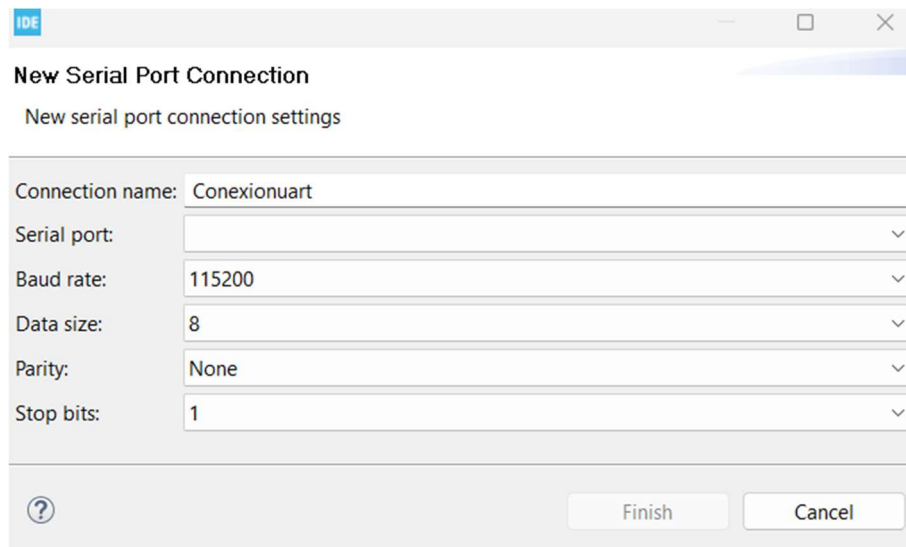 IDE
New Serial Port Connection
New serial port connection settings
Connection name: Conexionuart
Serial port:
Baud rate: 115200
Data size: 8
Parity: None
Stop bits: 1
? Finish Cancel